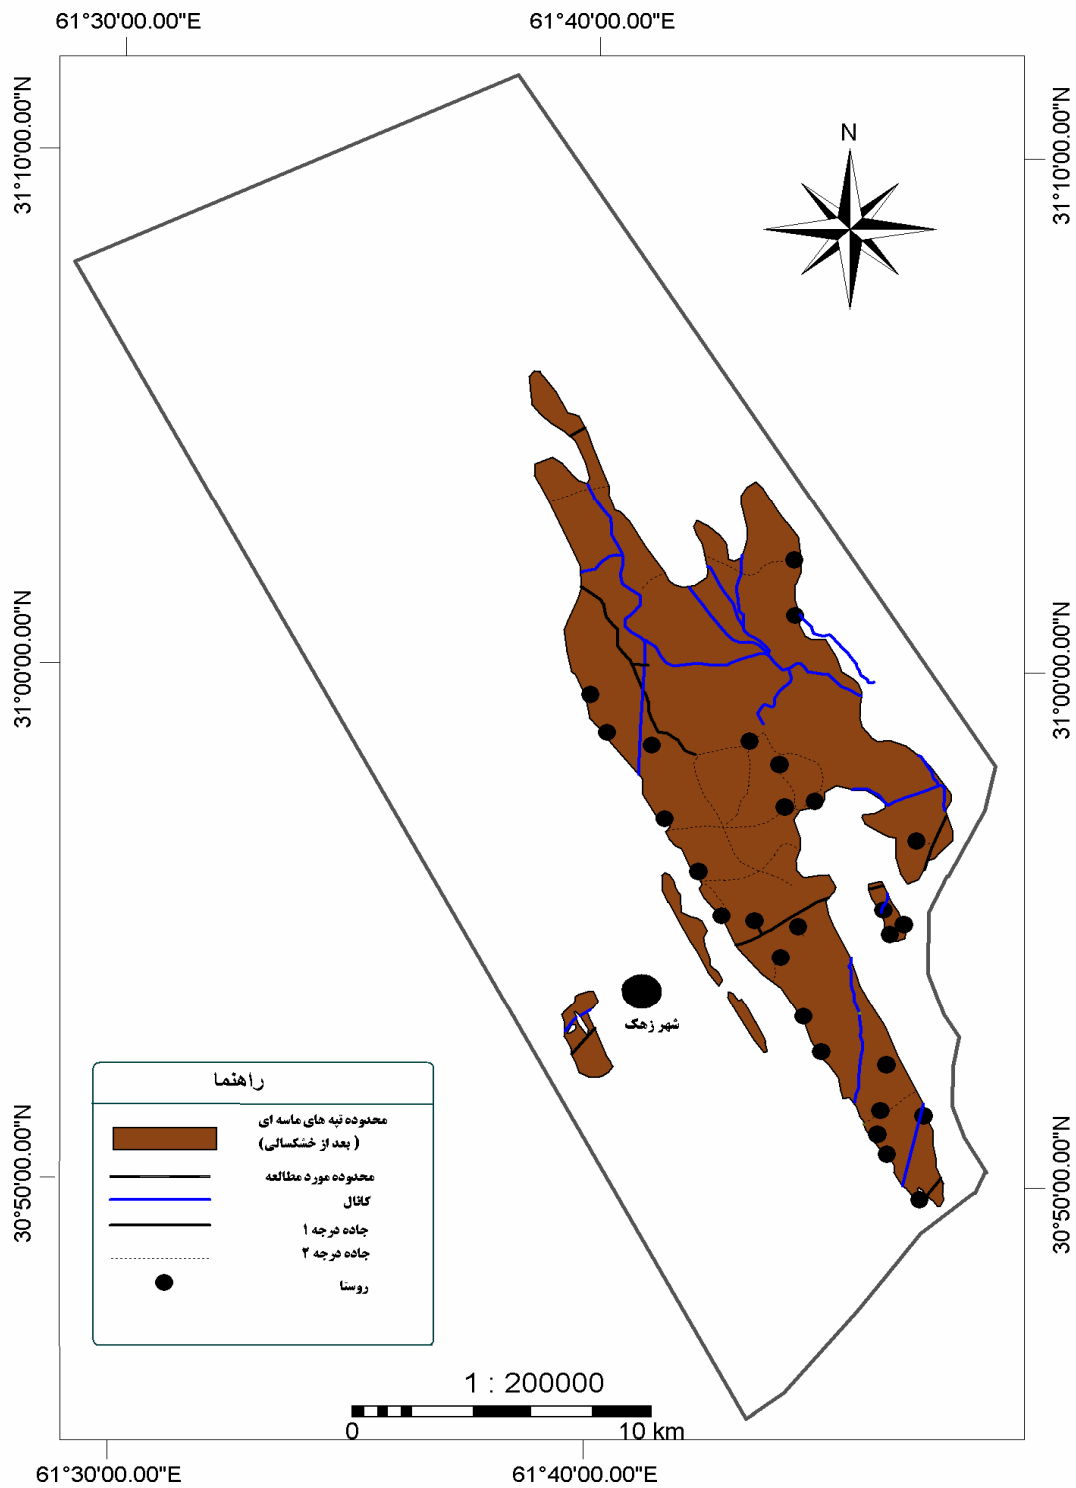 61°30'00.00"E
61°40'00.00"E
31°10'00.00"N
31°10'00.00"N
N
31°00'00.00"N
31°00'00.00"N
شهر زهک
راهنما
محدوده تپه های ماسه ای
( بعد از خشکسالی)
محدوده مورد مطالعه
کانال
جاده درجه ۱
جاده درجه ۲
روستا
30°50'00.00"N
30°50'00.00"N
1 : 200000
0
10 km
61°30'00.00"E
61°40'00.00"E